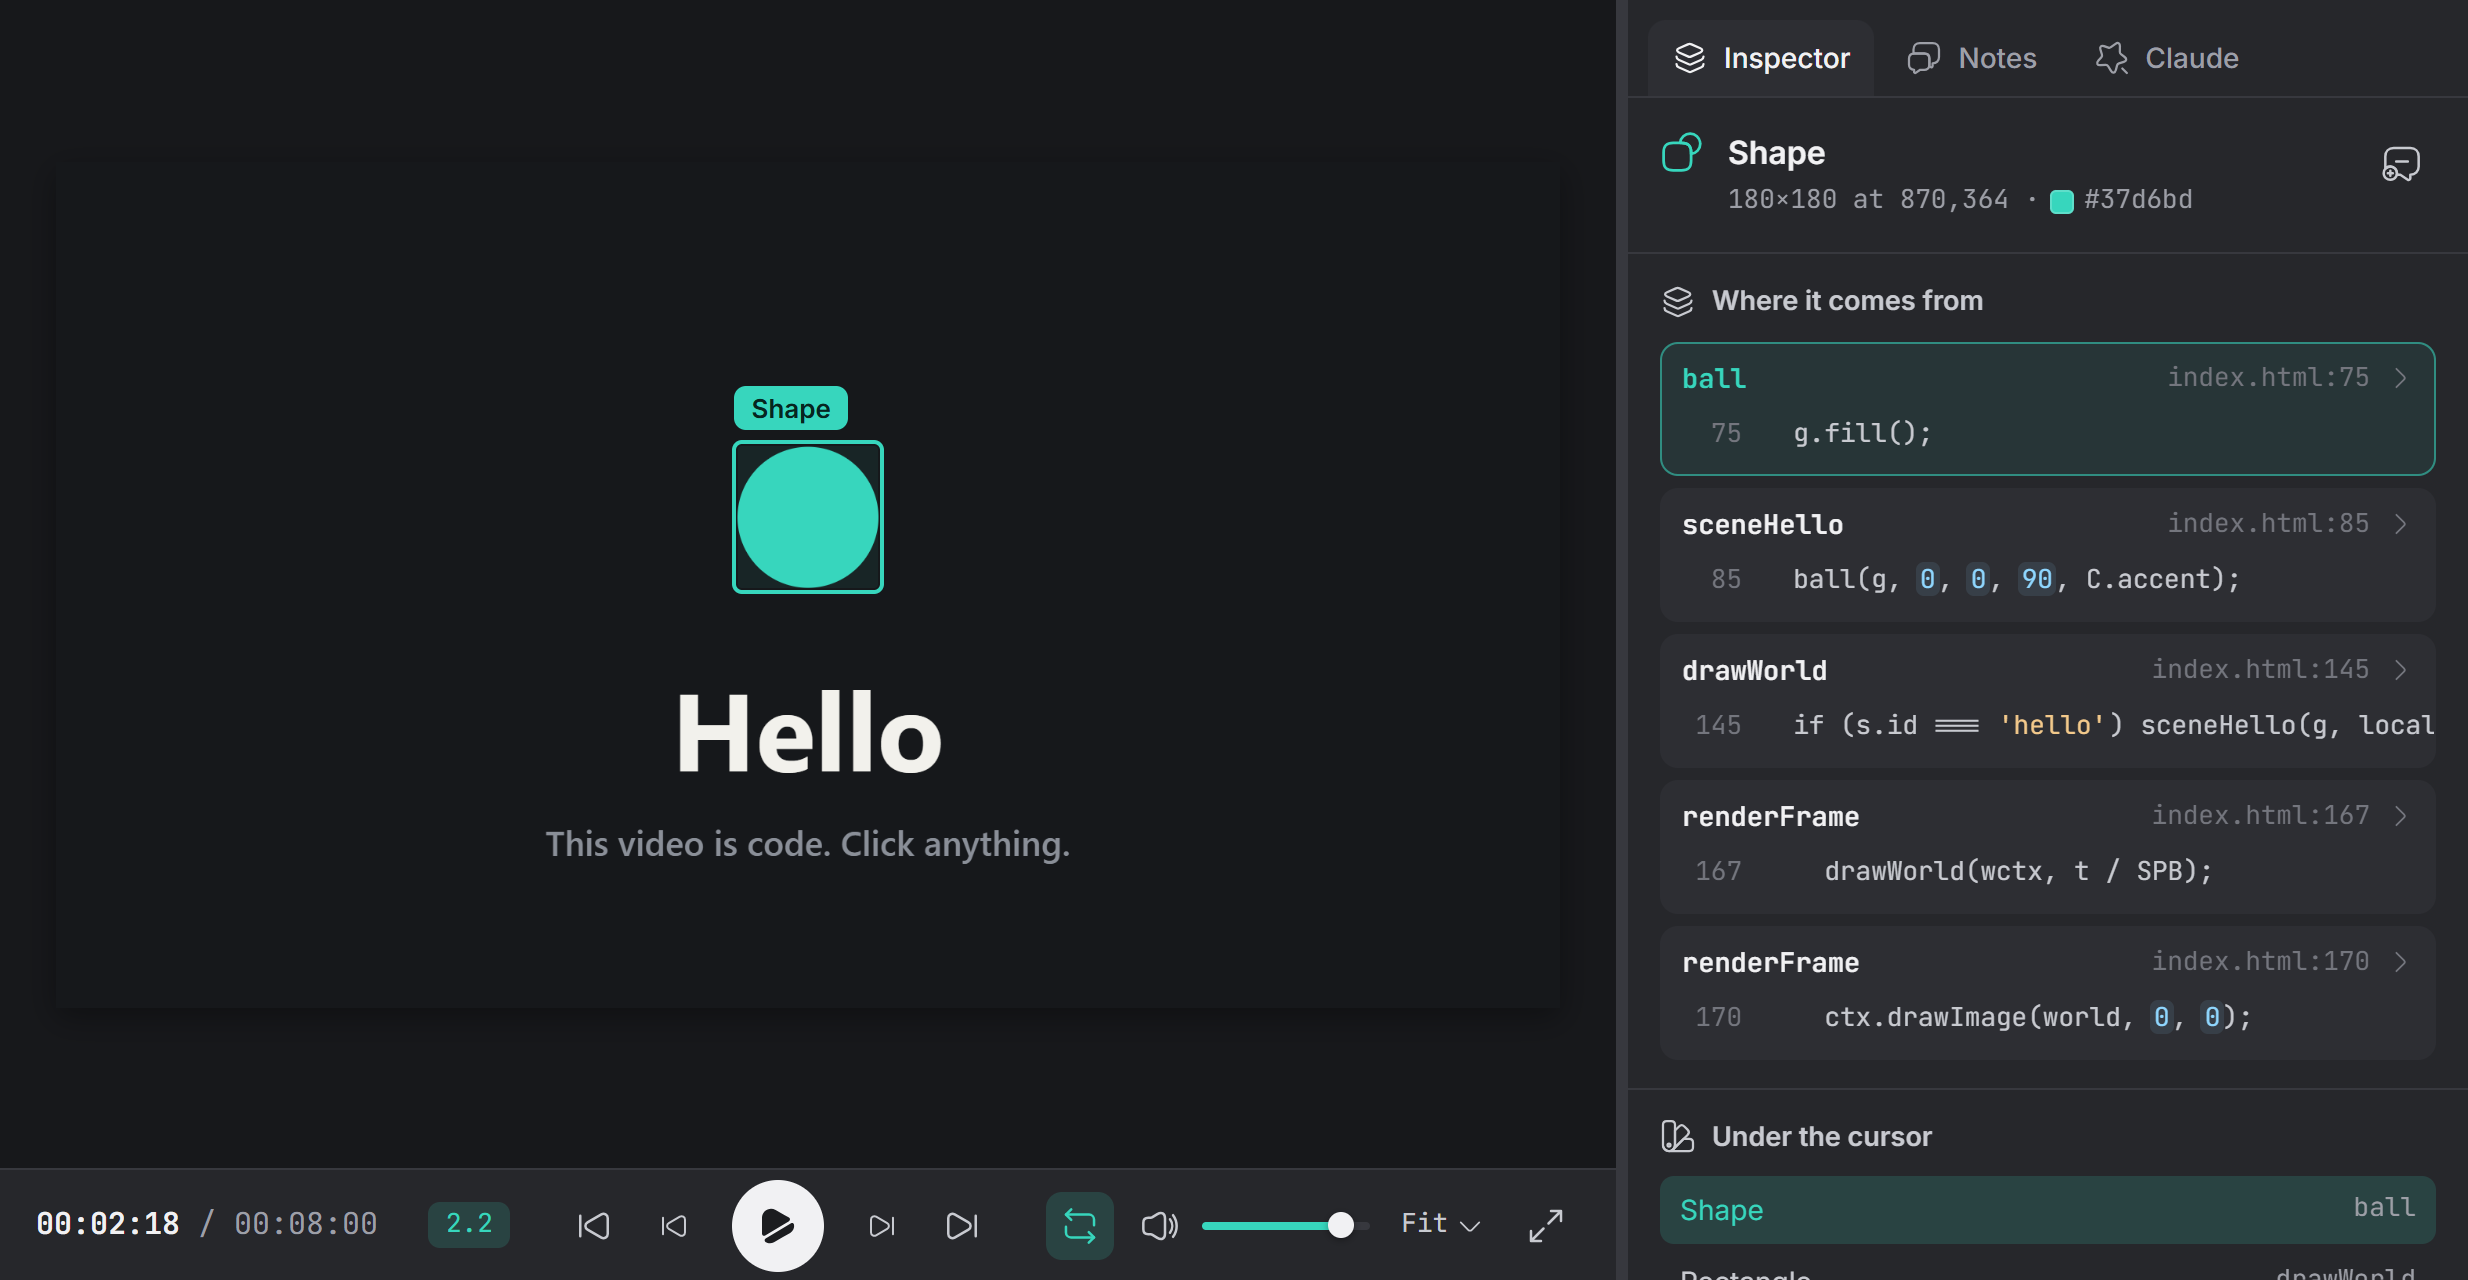 Inspector
Notes
Claude
Shape
180×180 at 870,364 · #37d6bd
Where it comes from
ball index.html:75
75 g.fill();
sceneHello index.html:85
85 ball(g, 0, 0, 90, C.accent);
drawWorld index.html:145
145 if (s.id === 'hello') sceneHello(g, local
renderFrame index.html:167
167 drawWorld(wctx, t / SPB);
renderFrame index.html:170
170 ctx.drawImage(world, 0, 0);
Under the cursor
Shape ball
Rectangle drawWorld
Shape
Hello
This video is code. Click anything.
00:02:18 / 00:08:00
2.2
Fit